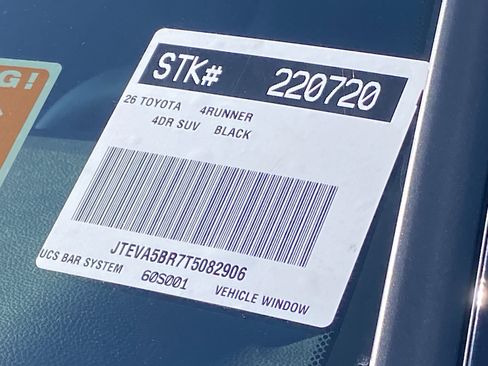 G!
STK# 220720
26 TOYOTA 4RUNNER
4DR SUV BLACK
JTEVA5BR7T5082906
UCS BAR SYSTEM 60S001 VEHICLE WINDOW